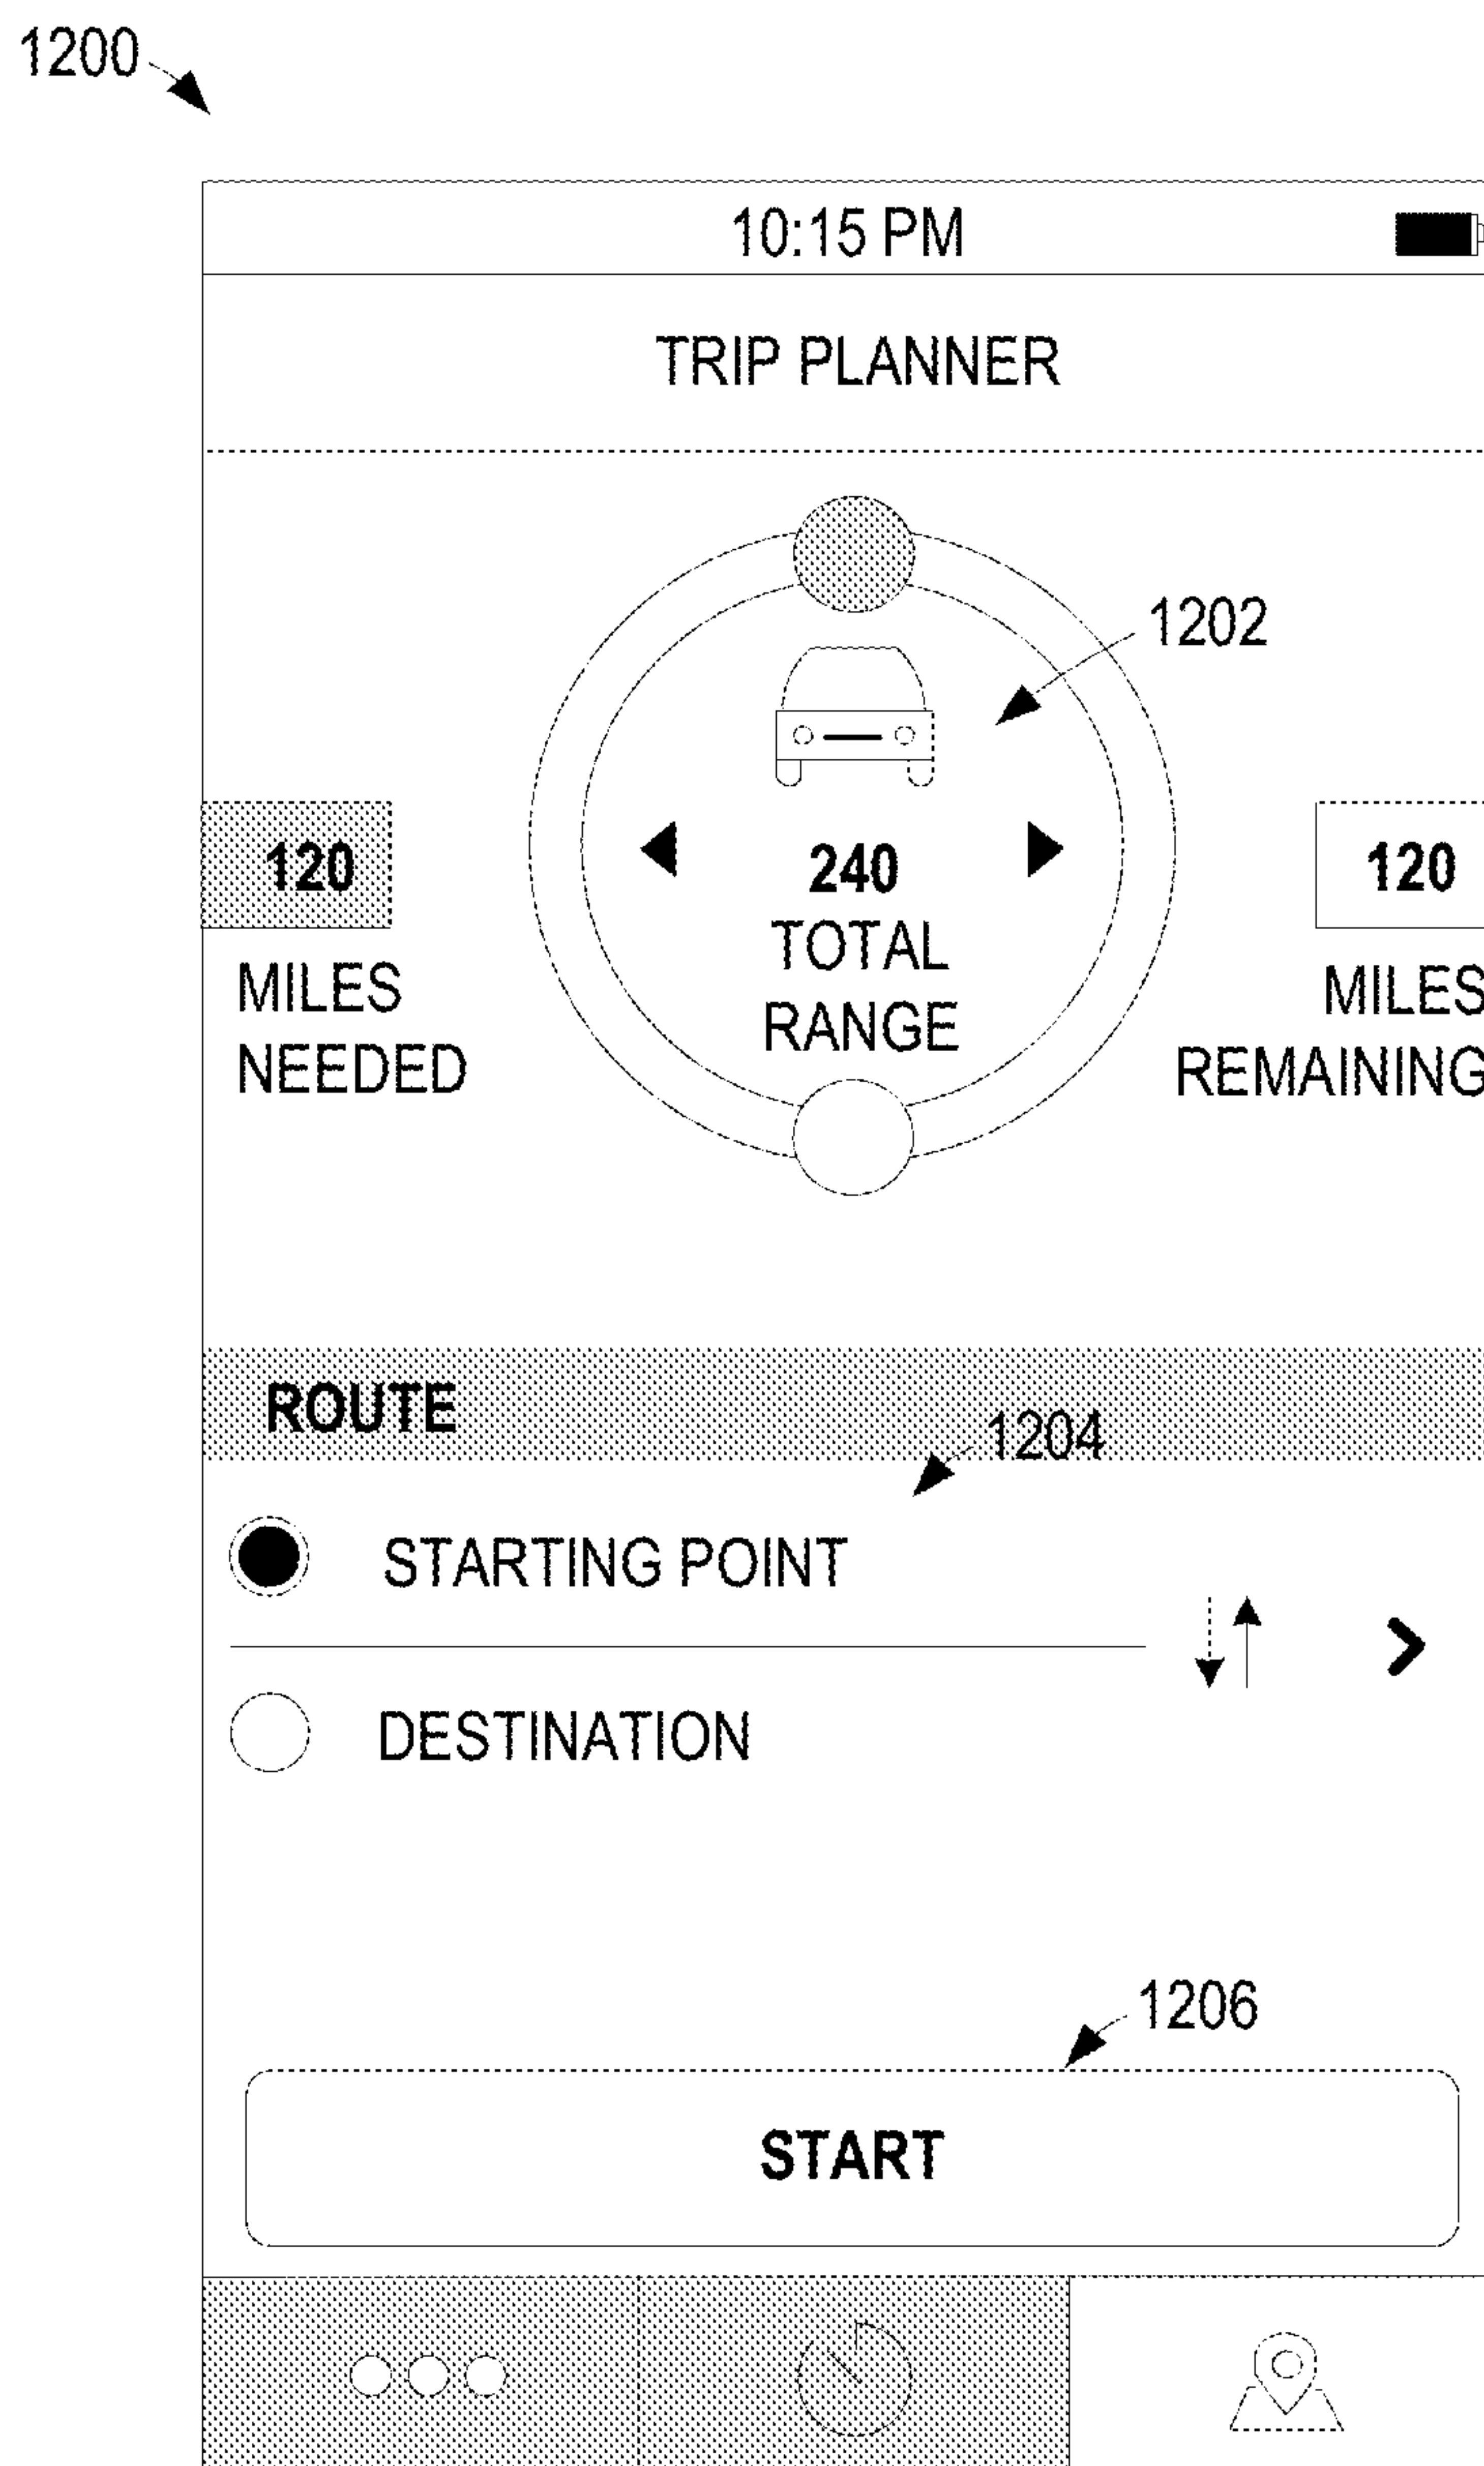 1200
10:15 PM
TRIP PLANNER
1202
120
MILES
NEEDED
240
TOTAL
RANGE
120
MILES
REMAINING
ROUTE
1204
STARTING POINT
DESTINATION
1206
START